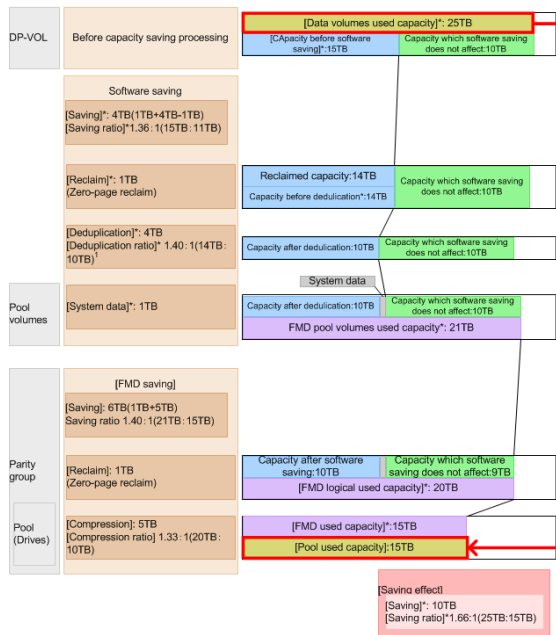 DP-VOL
Before capacity saving processing
[Data volumes used capacity]*: 25TB
[CApacity before software
saving]*:15TB
Capacity which software saving
does not affect:10TB
Software saving
[Saving]*: 4TB(1TB+4TB-1TB)
[Saving ratio]*1.36:1(15TB:11TB)
[Reclaim]*: 1TB
(Zero-page reclaim)
Reclaimed capacity:14TB
Capacity before dedulication*:14TB
Capacity which software saving
does not affect:10TB
[Deduplication]*: 4TB
[Deduplication ratio]* 1.40:1(14TB:
10TB)1
Capacity after dedulication:10TB
Capacity which software saving
does not affect:10TB
System data
Pool
volumes
[System data]*: 1TB
Capacity after dedulication:10TB
Capacity which software saving
does not affect:10TB
FMD pool volumes used capacity*: 21TB
[FMD saving]
[Saving]: 6TB(1TB+5TB)
Saving ratio 1.40:1(21TB:15TB)
Parity
group
[Reclaim]: 1TB
(Zero-page reclaim)
Capacity after software
saving:10TB
Capacity which software
saving does not affect:9TB
[FMD logical used capacity]*: 20TB
Pool
(Drives)
[Compression]: 5TB
[Compression ratio] 1.33:1(20TB:
10TB)
[FMD used capacity]*:15TB
[Pool used capacity]:15TB
[Saving effect]
[Saving]*: 10TB
[Saving ratio]*1.66:1(25TB:15TB)